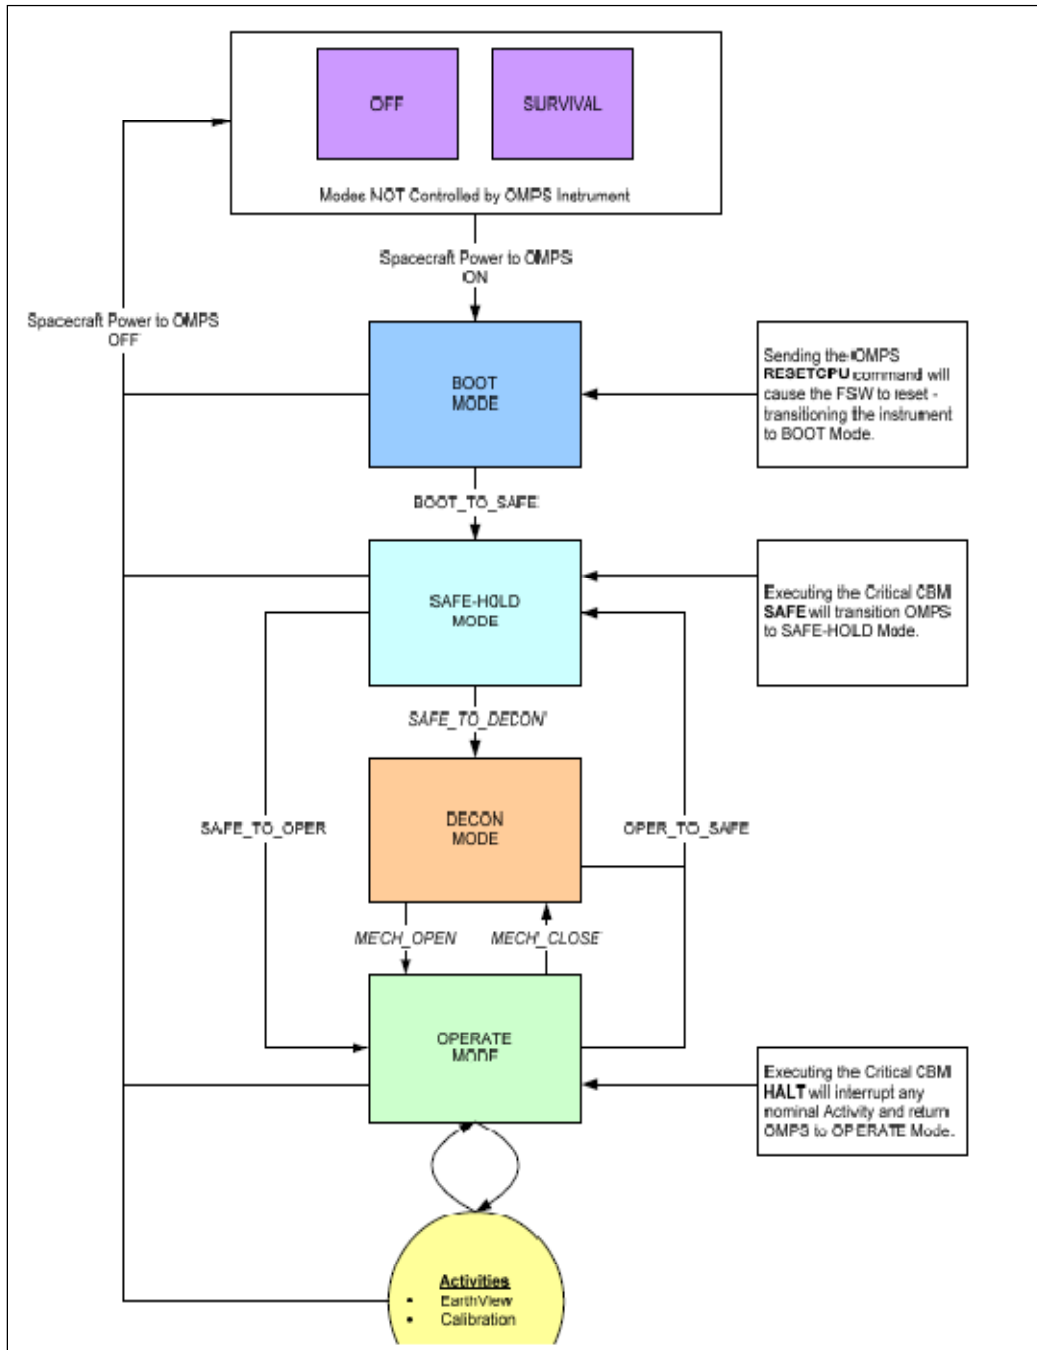 OFF
SURVIVAL
Modes NOT Controlled by OMPS Instrument
Spacecraft Power to OMPS
ON
Spacecraft Power to OMPS
OFF
BOOT
MODE
Sending the OMPS
RESETCPU command will
cause the FSW to reset -
transitioning the instrument
to BOOT Mode.
BOOT_TO_SAFE
SAFE-HOLD
MODE
Executing the Critical CBM
SAFE will transition OMPS
to SAFE-HOLD Mode.
SAFE_TO_DECON
SAFE_TO_OPER
DECON
MODE
OPER_TO_SAFE
MECH_OPEN
MECH_CLOSE
OPERATE
MODE
Executing the Critical CBM
HALT will interrupt any
nominal Activity and return
OMPS to OPERATE Mode.
Activities
• EarthView
• Calibration